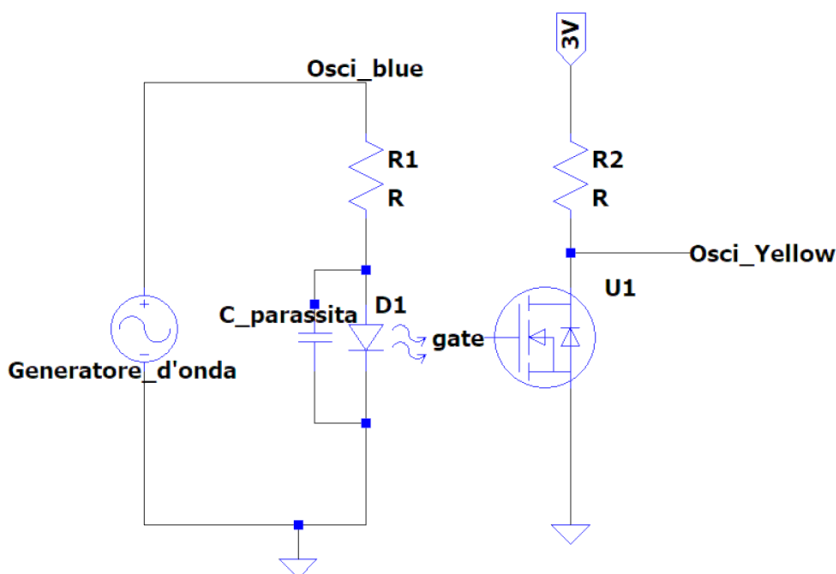 3V
Osci_blue
R1
R
R2
R
Osci_Yellow
U1
D1
C_parassita
gate
Generatore_d'onda
+
-